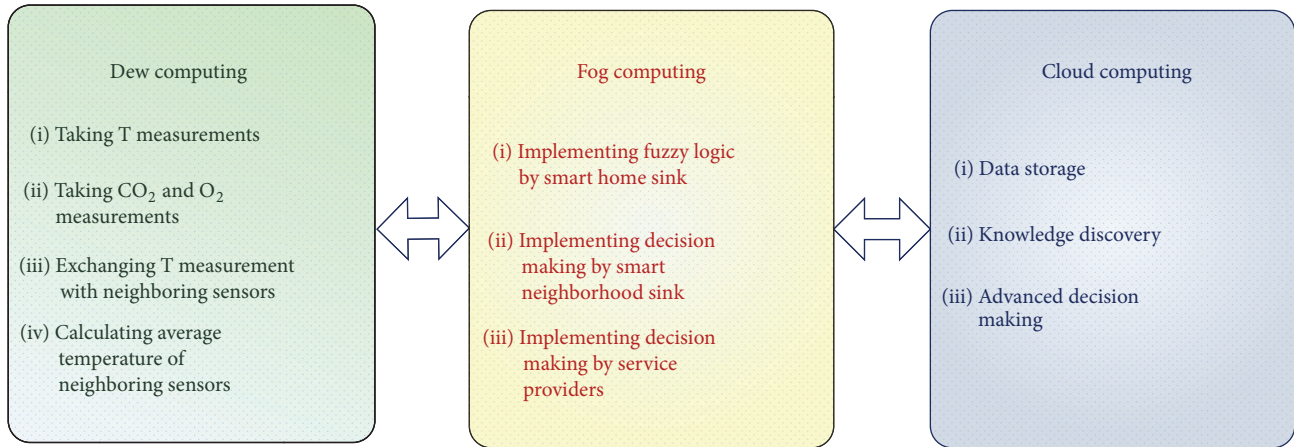 Dew computing
(i) Taking T measurements
(ii) Taking CO₂ and O₂
measurements
(iii) Exchanging T measurement
with neighboring sensors
(iv) Calculating average
temperature of
neighboring sensors
Fog computing
(i) Implementing fuzzy logic
by smart home sink
(ii) Implementing decision
making by smart
neighborhood sink
(iii) Implementing decision
making by service
providers
Cloud computing
(i) Data storage
(ii) Knowledge discovery
(iii) Advanced decision
making